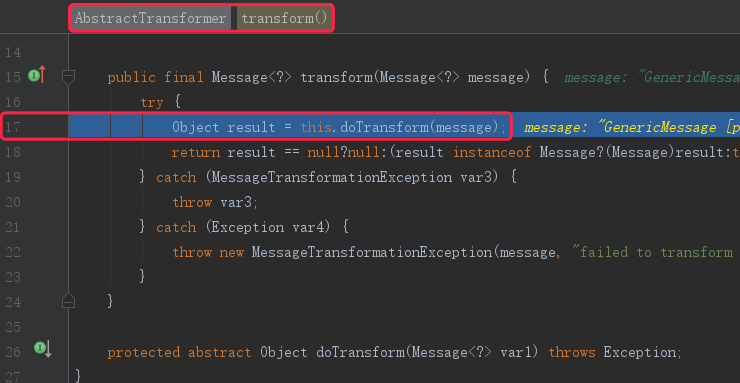 AbstractTransformer transform()
14
15 public final Message<?> transform(Message<?> message) { message: "GenericMessa
16 try {
17 Object result = this.doTransform(message); message: "GenericMessage [p
18 return result == null?null:(result instanceof Message?(Message)result:t
19 } catch (MessageTransformationException var3) {
20 throw var3;
21 } catch (Exception var4) {
22 throw new MessageTransformationException(message, "failed to transform
23 }
24 }
25
26 protected abstract Object doTransform(Message<?> var1) throws Exception;
27 }